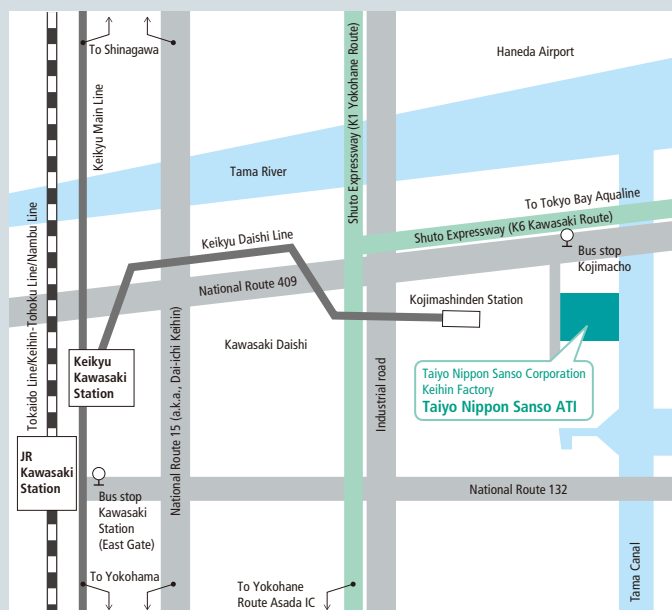 To Shinagawa
Haneda Airport
Keikyu Main Line
Shuto Expressway (K1 Yokohane Route)
Tama River
To Tokyo Bay Aqualine
Shuto Expressway (K6 Kawasaki Route)
Keikyu Daishi Line
Bus stop
Kojimacho
National Route 409
Kojimashinden Station
Tokaido Line/Keihin-Tohoku Line/Nambu Line
National Route 15 (a.k.a., Dai-ichi Keihin)
Kawasaki Daishi
Industrial road
Keikyu
Kawasaki
Station
Taiyo Nippon Sanso Corporation
Keihin Factory
Taiyo Nippon Sanso ATI
JR
Kawasaki
Station
Bus stop
Kawasaki
Station
(East Gate)
National Route 132
Tama Canal
To Yokohama
To Yokohane
Route Asada IC